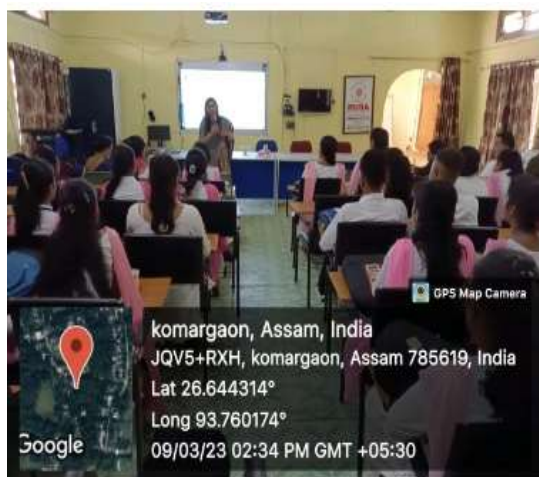 GPS Map Camera
komargaon, Assam, India
JQV5+RXH, komargaon, Assam 785619, India
Lat 26.644314°
Long 93.760174°
09/03/23 02:34 PM GMT +05:30
Google